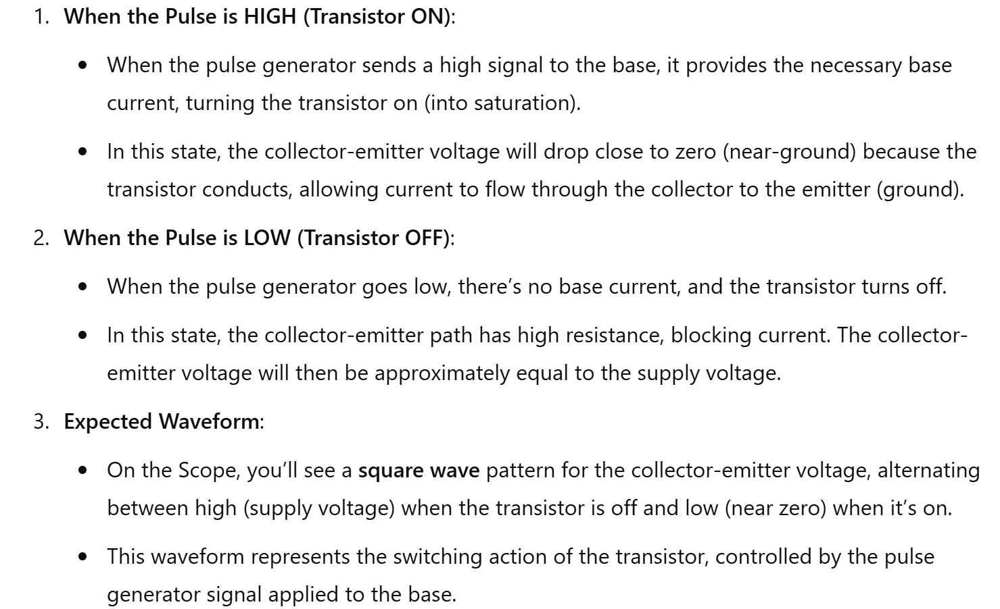 1. When the Pulse is HIGH (Transistor ON):
• When the pulse generator sends a high signal to the base, it provides the necessary base
current, turning the transistor on (into saturation).
• In this state, the collector-emitter voltage will drop close to zero (near-ground) because the
transistor conducts, allowing current to flow through the collector to the emitter (ground).
2. When the Pulse is LOW (Transistor OFF):
• When the pulse generator goes low, there’s no base current, and the transistor turns off.
• In this state, the collector-emitter path has high resistance, blocking current. The collector-
emitter voltage will then be approximately equal to the supply voltage.
3. Expected Waveform:
• On the Scope, you’ll see a square wave pattern for the collector-emitter voltage, alternating
between high (supply voltage) when the transistor is off and low (near zero) when it’s on.
• This waveform represents the switching action of the transistor, controlled by the pulse
generator signal applied to the base.